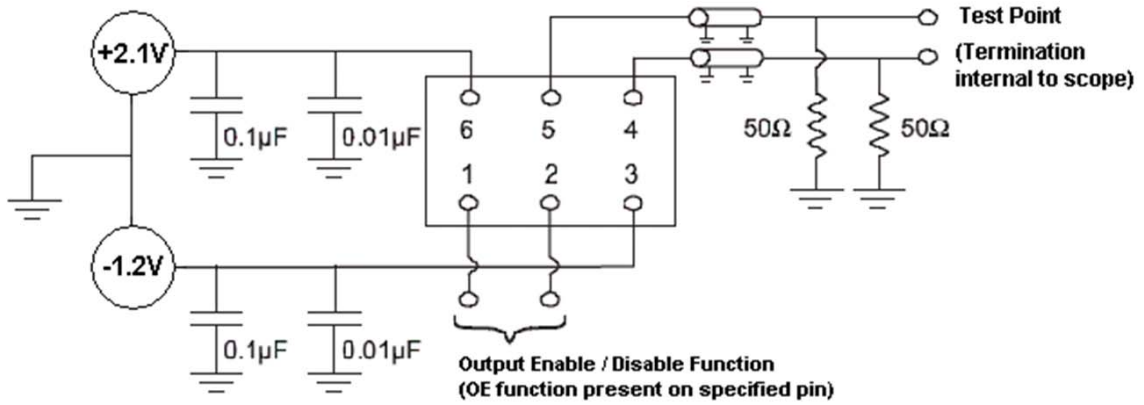 Test Point
+2.1V
(Termination
internal to scope)
0.1µF
0.01µF
6
5
4
50Ω
50Ω
1
2
3
-1.2V
0.1µF
0.01µF
Output Enable / Disable Function
(OE function present on specified pin)